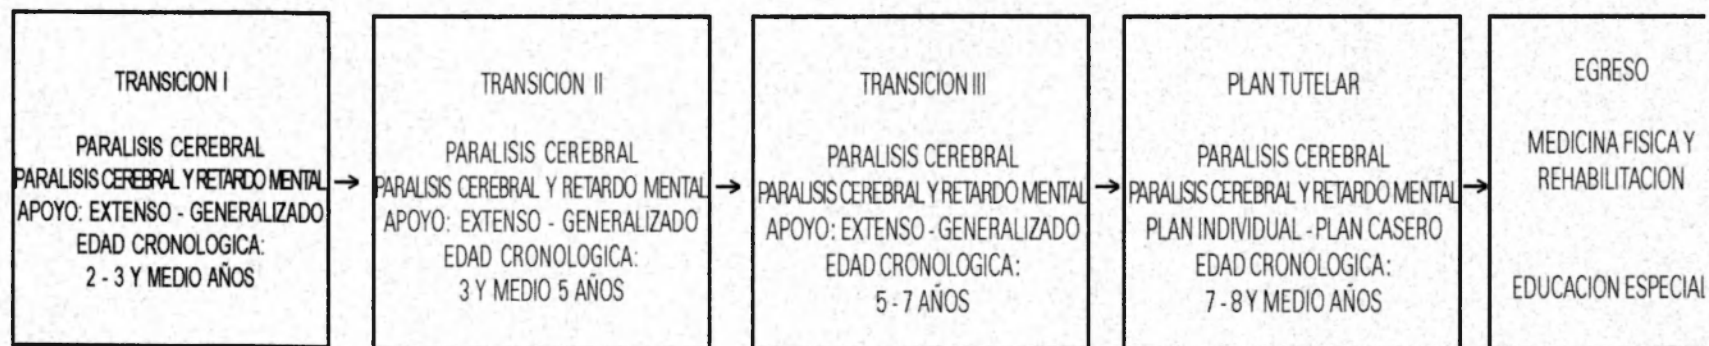 TRANSICION I
PARALISIS CEREBRAL
PARALISIS CEREBRAL Y RETARDO MENTAL
APOYO: EXTENSO - GENERALIZADO
EDAD CRONOLOGICA:
2 - 3 Y MEDIO AÑOS
TRANSICION II
PARALISIS CEREBRAL
PARALISIS CEREBRAL Y RETARDO MENTAL
APOYO: EXTENSO - GENERALIZADO
EDAD CRONOLOGICA:
3 Y MEDIO 5 AÑOS
TRANSICION III
PARALISIS CEREBRAL
PARALISIS CEREBRAL Y RETARDO MENTAL
APOYO: EXTENSO - GENERALIZADO
EDAD CRONOLOGICA:
5 - 7 AÑOS
PLAN TUTELAR
PARALISIS CEREBRAL
PARALISIS CEREBRAL Y RETARDO MENTAL
PLAN INDIVIDUAL - PLAN CASERO
EDAD CRONOLOGICA:
7 - 8 Y MEDIO AÑOS
EGRESO
MEDICINA FISICA Y
REHABILITACION
EDUCACION ESPECIAL